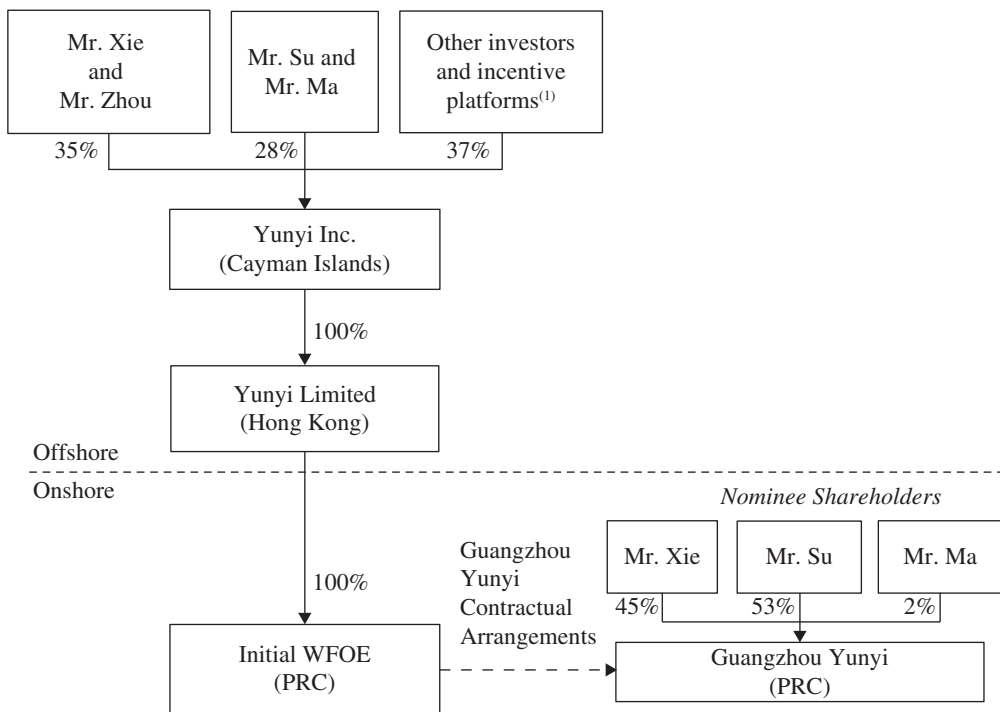 Mr. Xie
and
Mr. Zhou
Mr. Su and
Mr. Ma
Other investors
and incentive
platforms(1)
35%
28%
37%
Yunyi Inc.
(Cayman Islands)
100%
Yunyi Limited
(Hong Kong)
Offshore
Onshore
Nominee Shareholders
100%
Guangzhou
Yunyi
Contractual
Arrangements
Mr. Xie
Mr. Su
Mr. Ma
45%
53%
2%
Initial WFOE
(PRC)
Guangzhou Yunyi
(PRC)